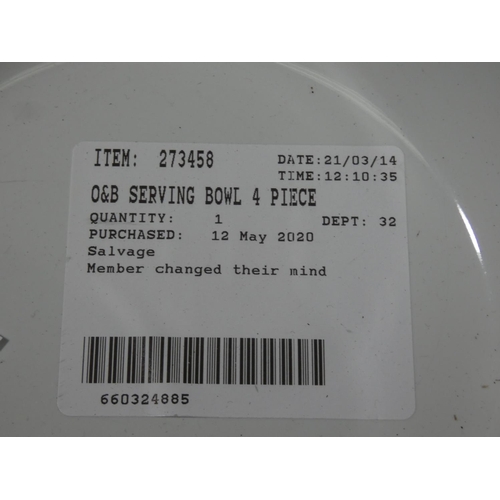 ITEM: 273458 DATE:21/03/14
TIME:12:10:35
O&B SERVING BOWL 4 PIECE
QUANTITY: 1 DEPT: 32
PURCHASED: 12 May 2020
Salvage
Member changed their mind
660324885